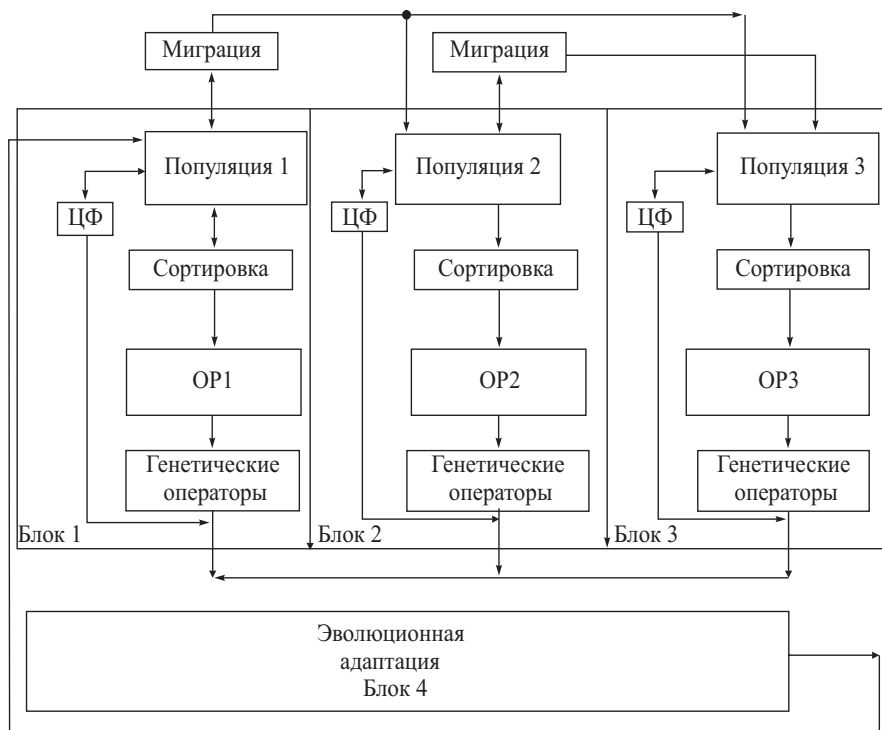 Миграция
Миграция
Популяция 1
Популяция 2
Популяция 3
ЦФ
ЦФ
ЦФ
Сортировка
Сортировка
Сортировка
ОР1
ОР2
ОР3
Генетические
операторы
Генетические
операторы
Генетические
операторы
Блок 1
Блок 2
Блок 3
Эволюционная
адаптация
Блок 4